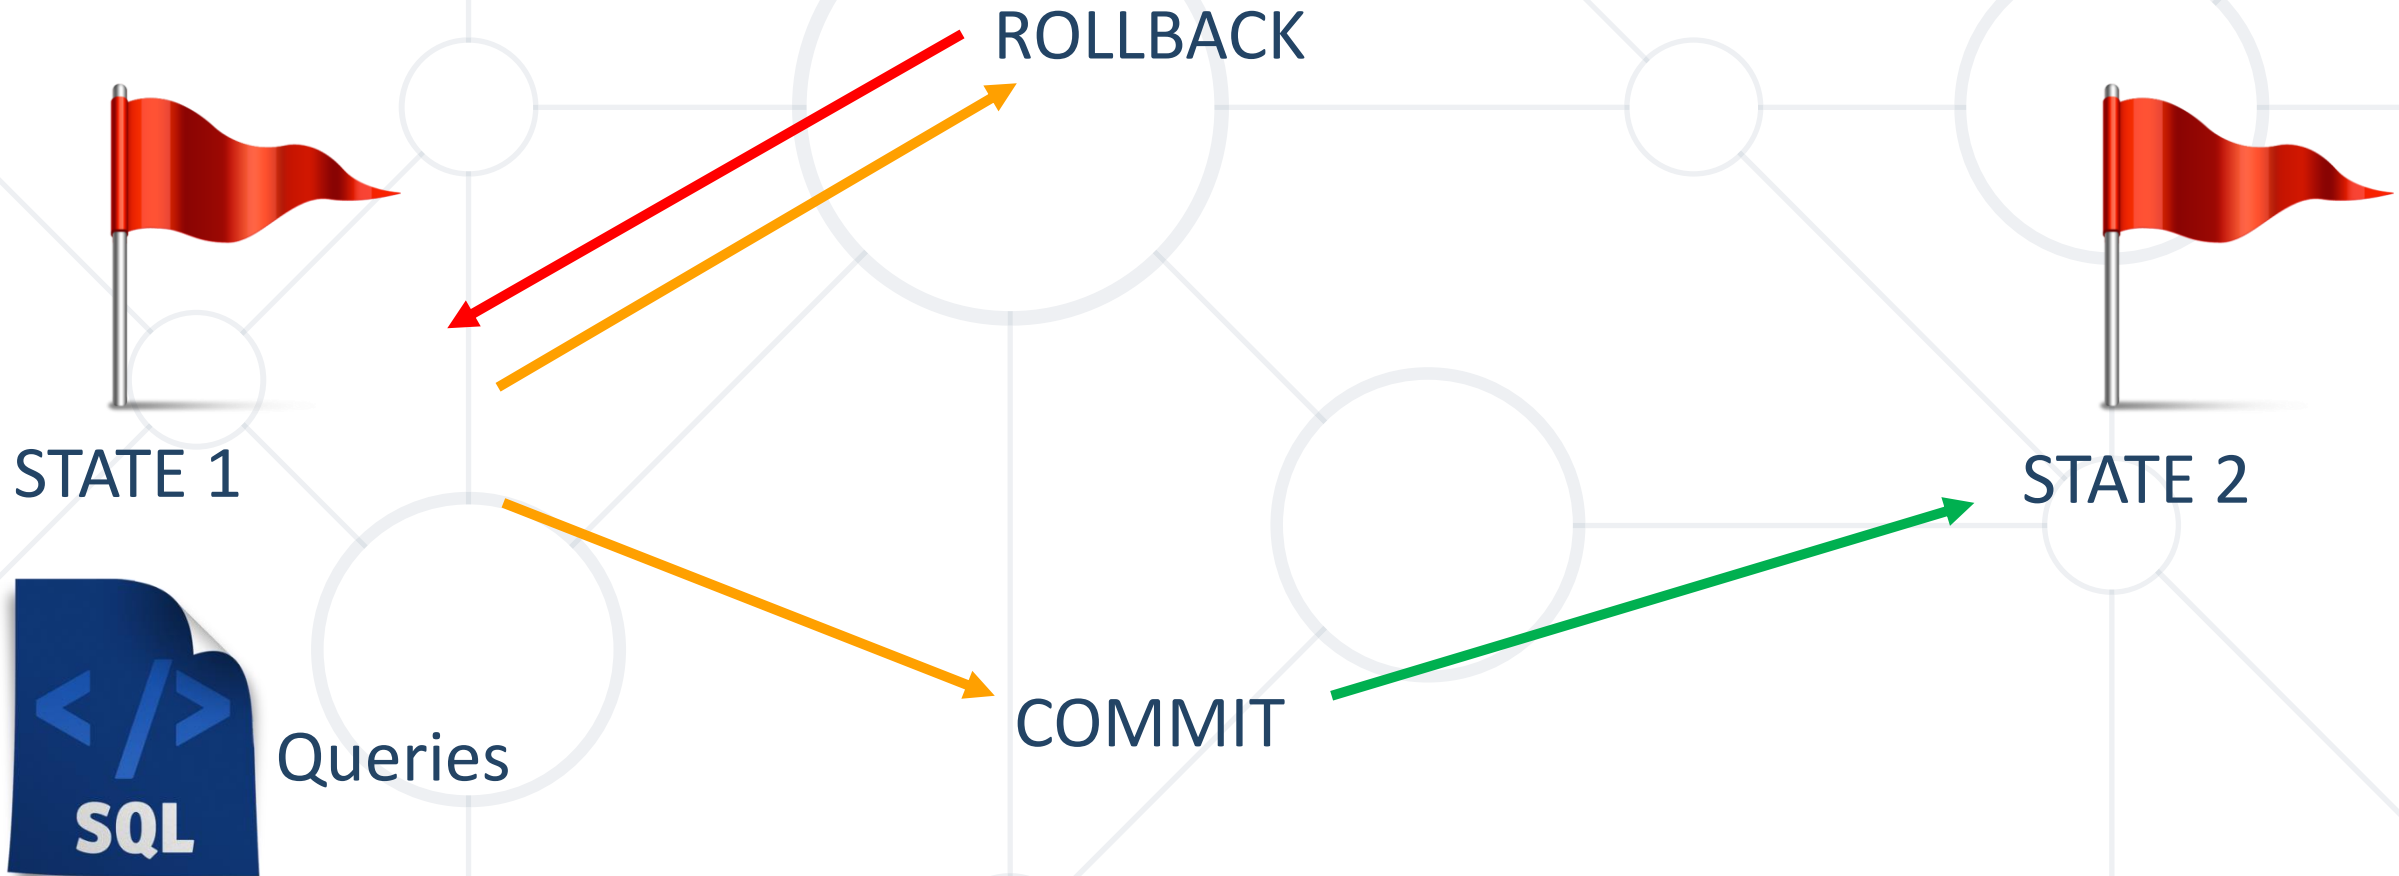 ROLLBACK
STATE 1
STATE 2
</>
SQL
Queries
COMMIT